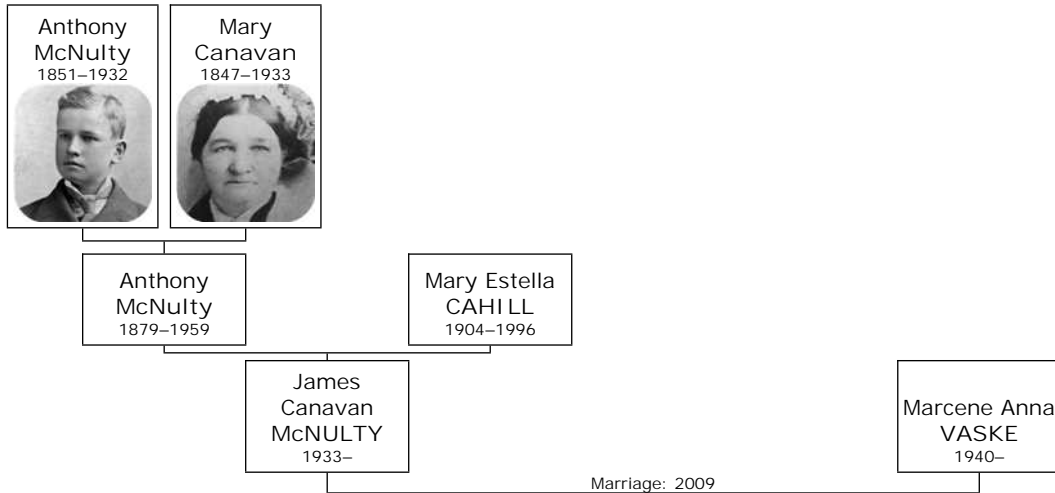 Anthony
McNulty
1851–1932
Mary
Canavan
1847–1933
Anthony
McNulty
1879–1959
Mary Estella
CAHILL
1904–1996
James
Canavan
McNULTY
1933–
Marcene Anna
VASKE
1940–
Marriage: 2009